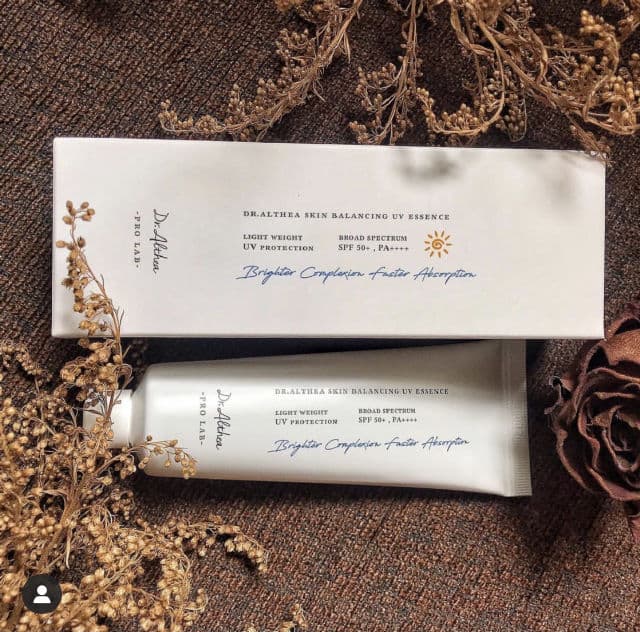 Dr.Althea
-PRO LAB-
DR.ALTHEA SKIN BALANCING UV ESSENCE
LIGHT WEIGHT
UV PROTECTION
BROAD SPECTRUM
SPF 50+ , PA++++
Brighter Complexion Faster Absorption
Dr.Althea
-PRO LAB-
DR.ALTHEA SKIN BALANCING UV ESSENCE
LIGHT WEIGHT
UV PROTECTION
BROAD SPECTRUM
SPF 50+ , PA++++
Brighter Complexion Faster Absorption